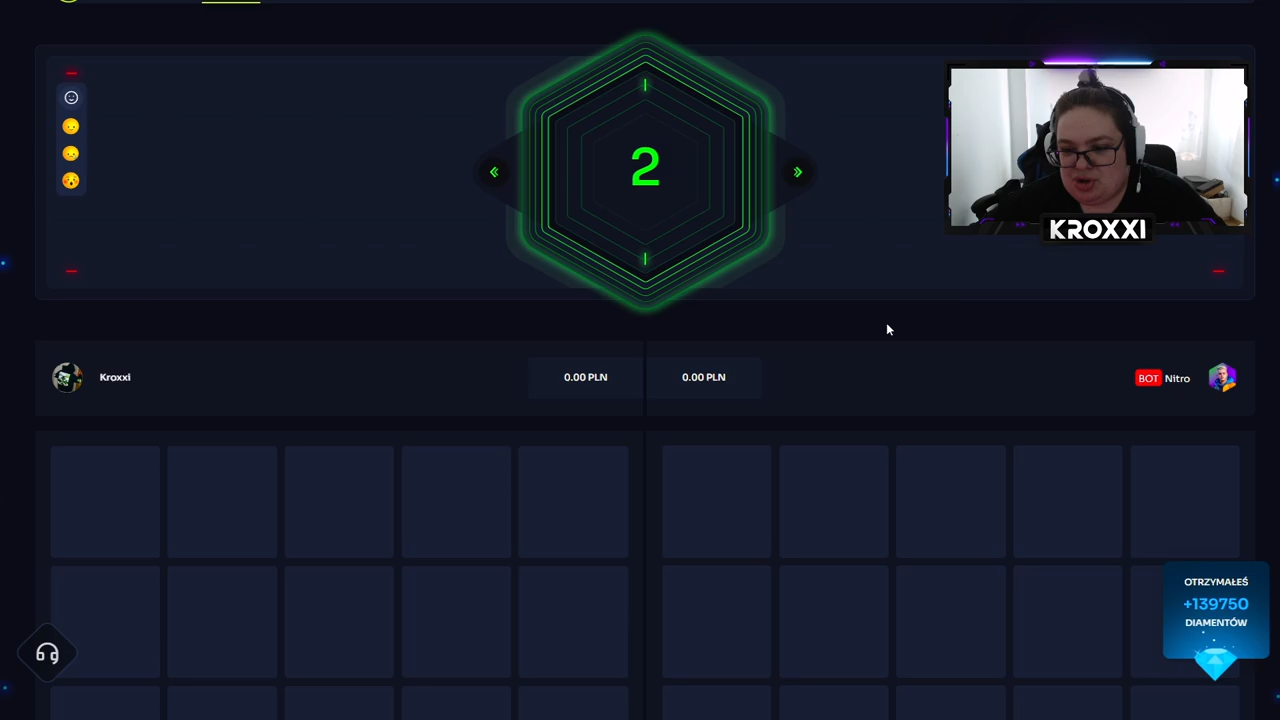 2
KROXXI
Kroxxi
0.00 PLN
0.00 PLN
BOT Nitro
OTRZYMAŁEŚ
+139750
DIAMENTÓW